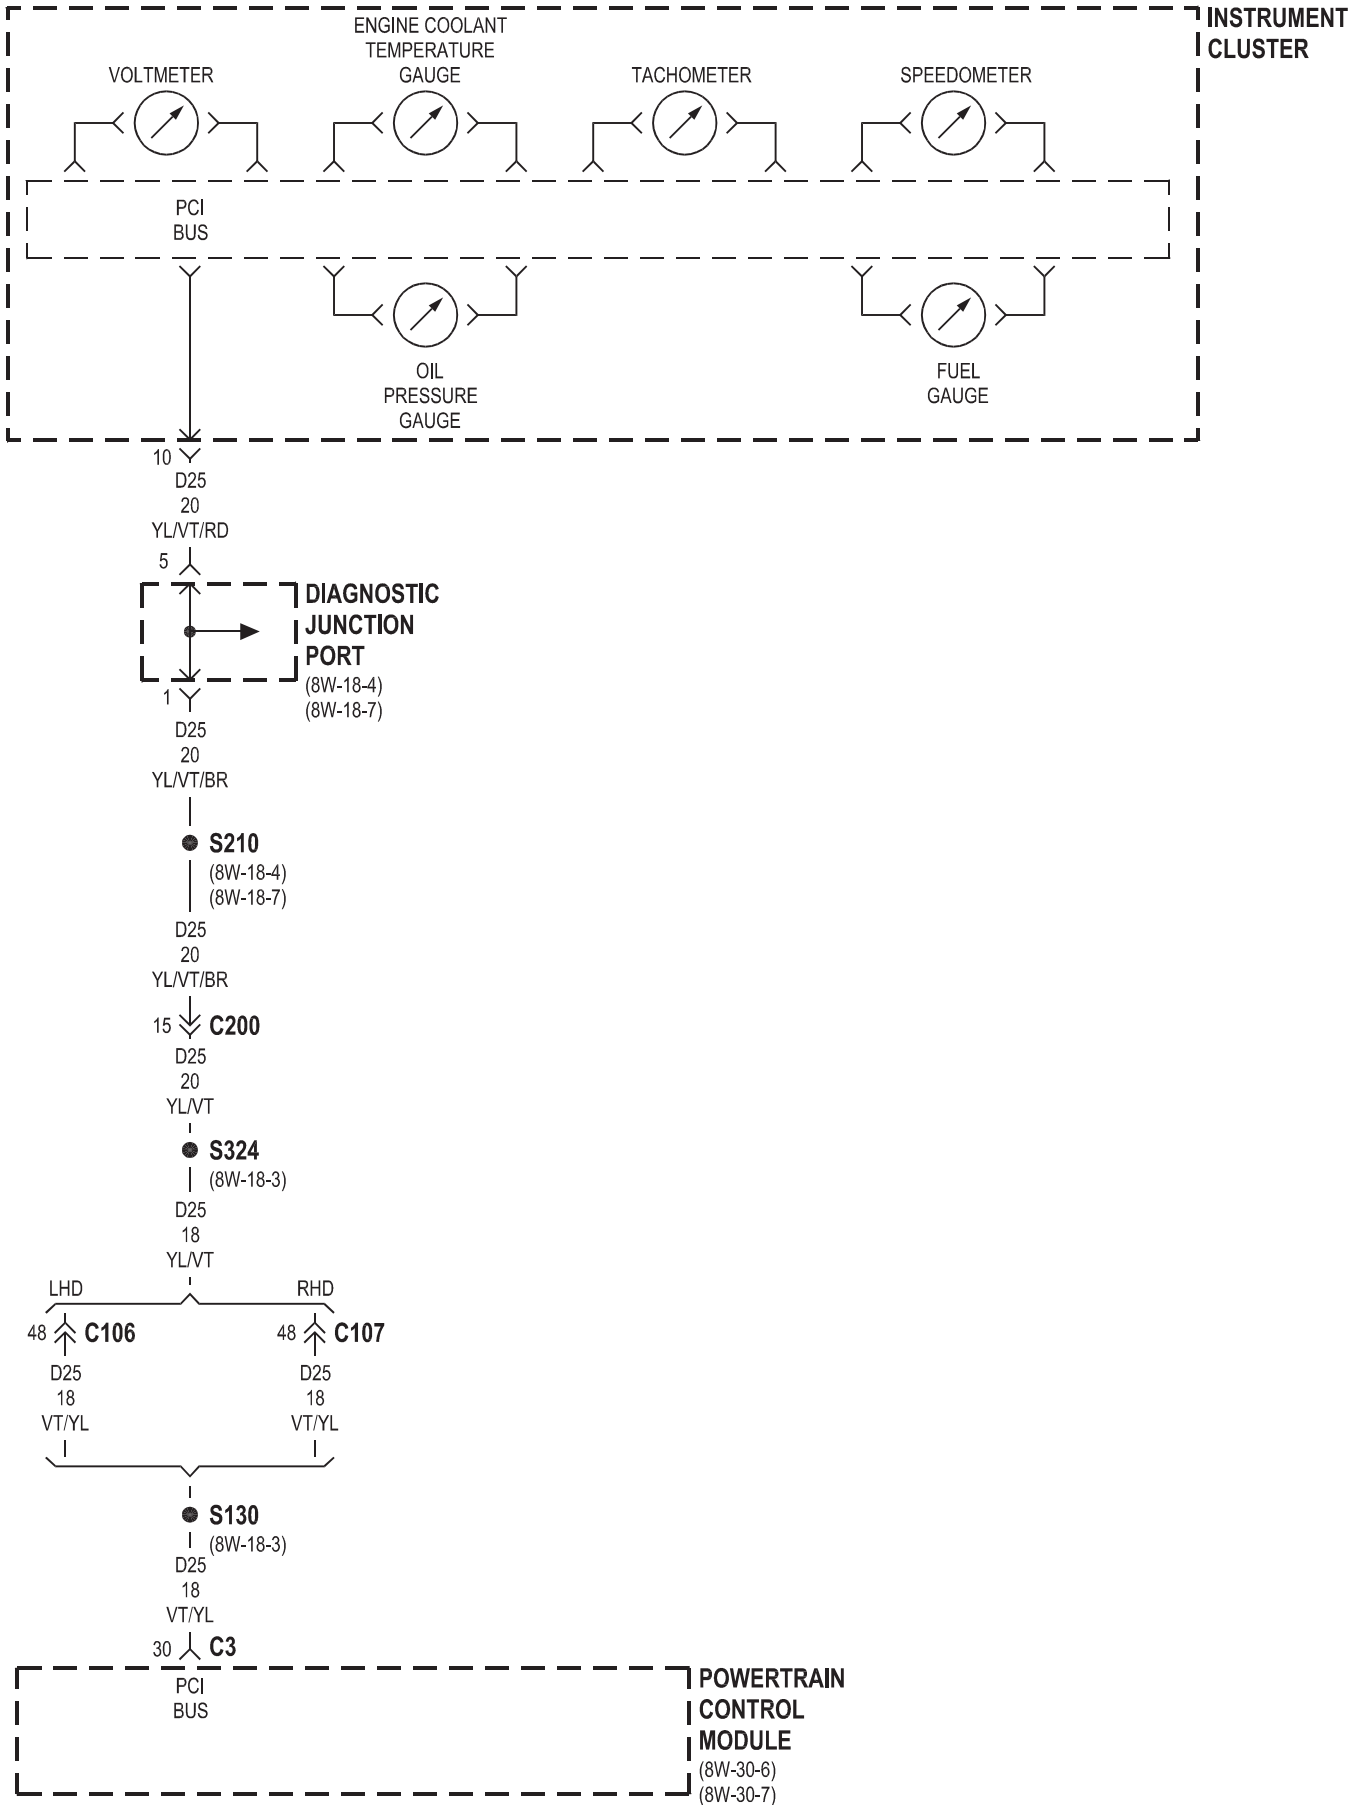 INSTRUMENT
CLUSTER
ENGINE COOLANT
TEMPERATURE
GAUGE
VOLTMETER
TACHOMETER
SPEEDOMETER
PCI
BUS
OIL
PRESSURE
GAUGE
FUEL
GAUGE
10
D25
20
YL/VT/RD
5
DIAGNOSTIC
JUNCTION
PORT
(8W-18-4)
(8W-18-7)
1
D25
20
YL/VT/BR
S210
(8W-18-4)
(8W-18-7)
D25
20
YL/VT/BR
15 C200
D25
20
YL/VT
S324
(8W-18-3)
D25
18
YL/VT
LHD
RHD
48 C106
48 C107
D25
18
VT/YL
D25
18
VT/YL
S130
(8W-18-3)
D25
18
VT/YL
30 C3
PCI
BUS
POWERTRAIN
CONTROL
MODULE
(8W-30-6)
(8W-30-7)